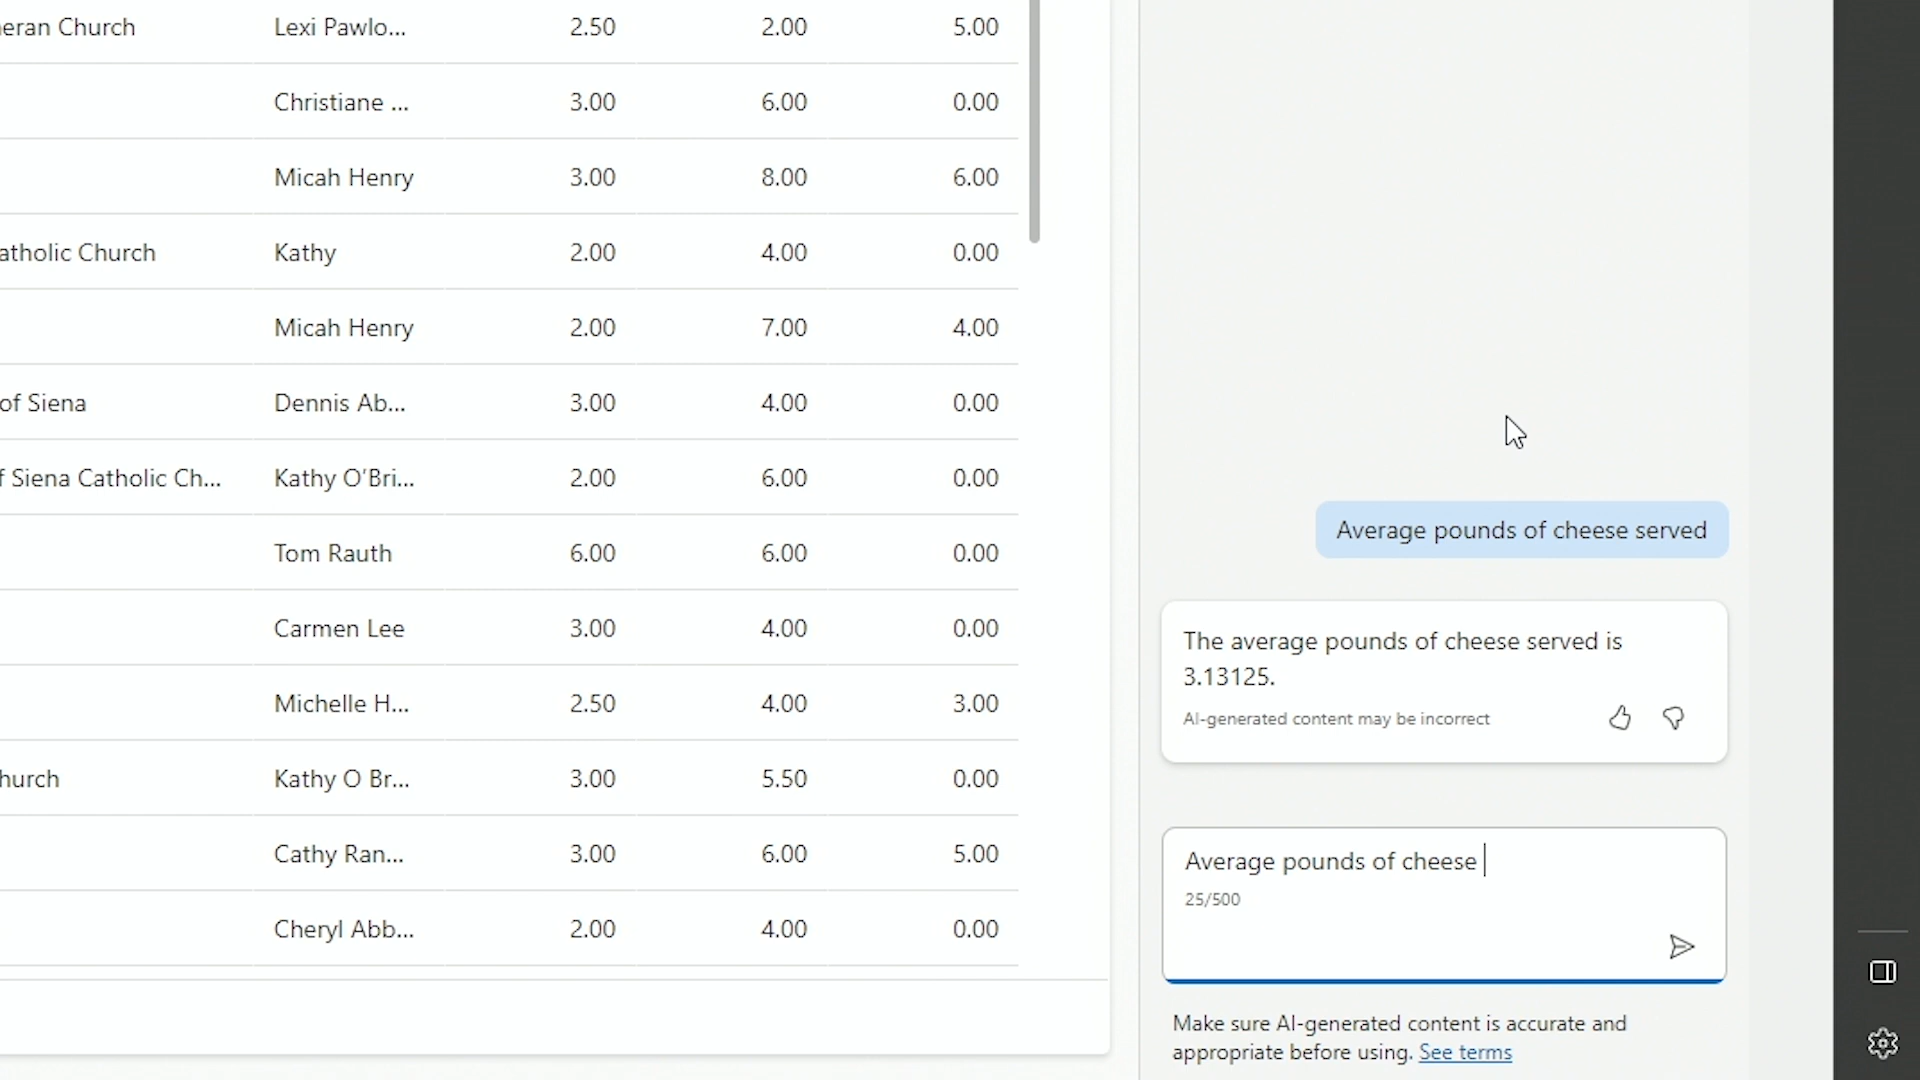 eran Church Lexi Pawlo... 2.50 2.00 5.00
Christiane ... 3.00 6.00 0.00
Micah Henry 3.00 8.00 6.00
atholic Church Kathy 2.00 4.00 0.00
Micah Henry 2.00 7.00 4.00
of Siena Dennis Ab... 3.00 4.00 0.00
f Siena Catholic Ch... Kathy O'Bri... 2.00 6.00 0.00
Tom Rauth 6.00 6.00 0.00
Carmen Lee 3.00 4.00 0.00
Michelle H... 2.50 4.00 3.00
hurch Kathy O Br... 3.00 5.50 0.00
Cathy Ran... 3.00 6.00 5.00
Cheryl Abb... 2.00 4.00 0.00
Average pounds of cheese served
The average pounds of cheese served is
3.13125.
AI-generated content may be incorrect
Average pounds of cheese
25/500
Make sure AI-generated content is accurate and
appropriate before using. See terms